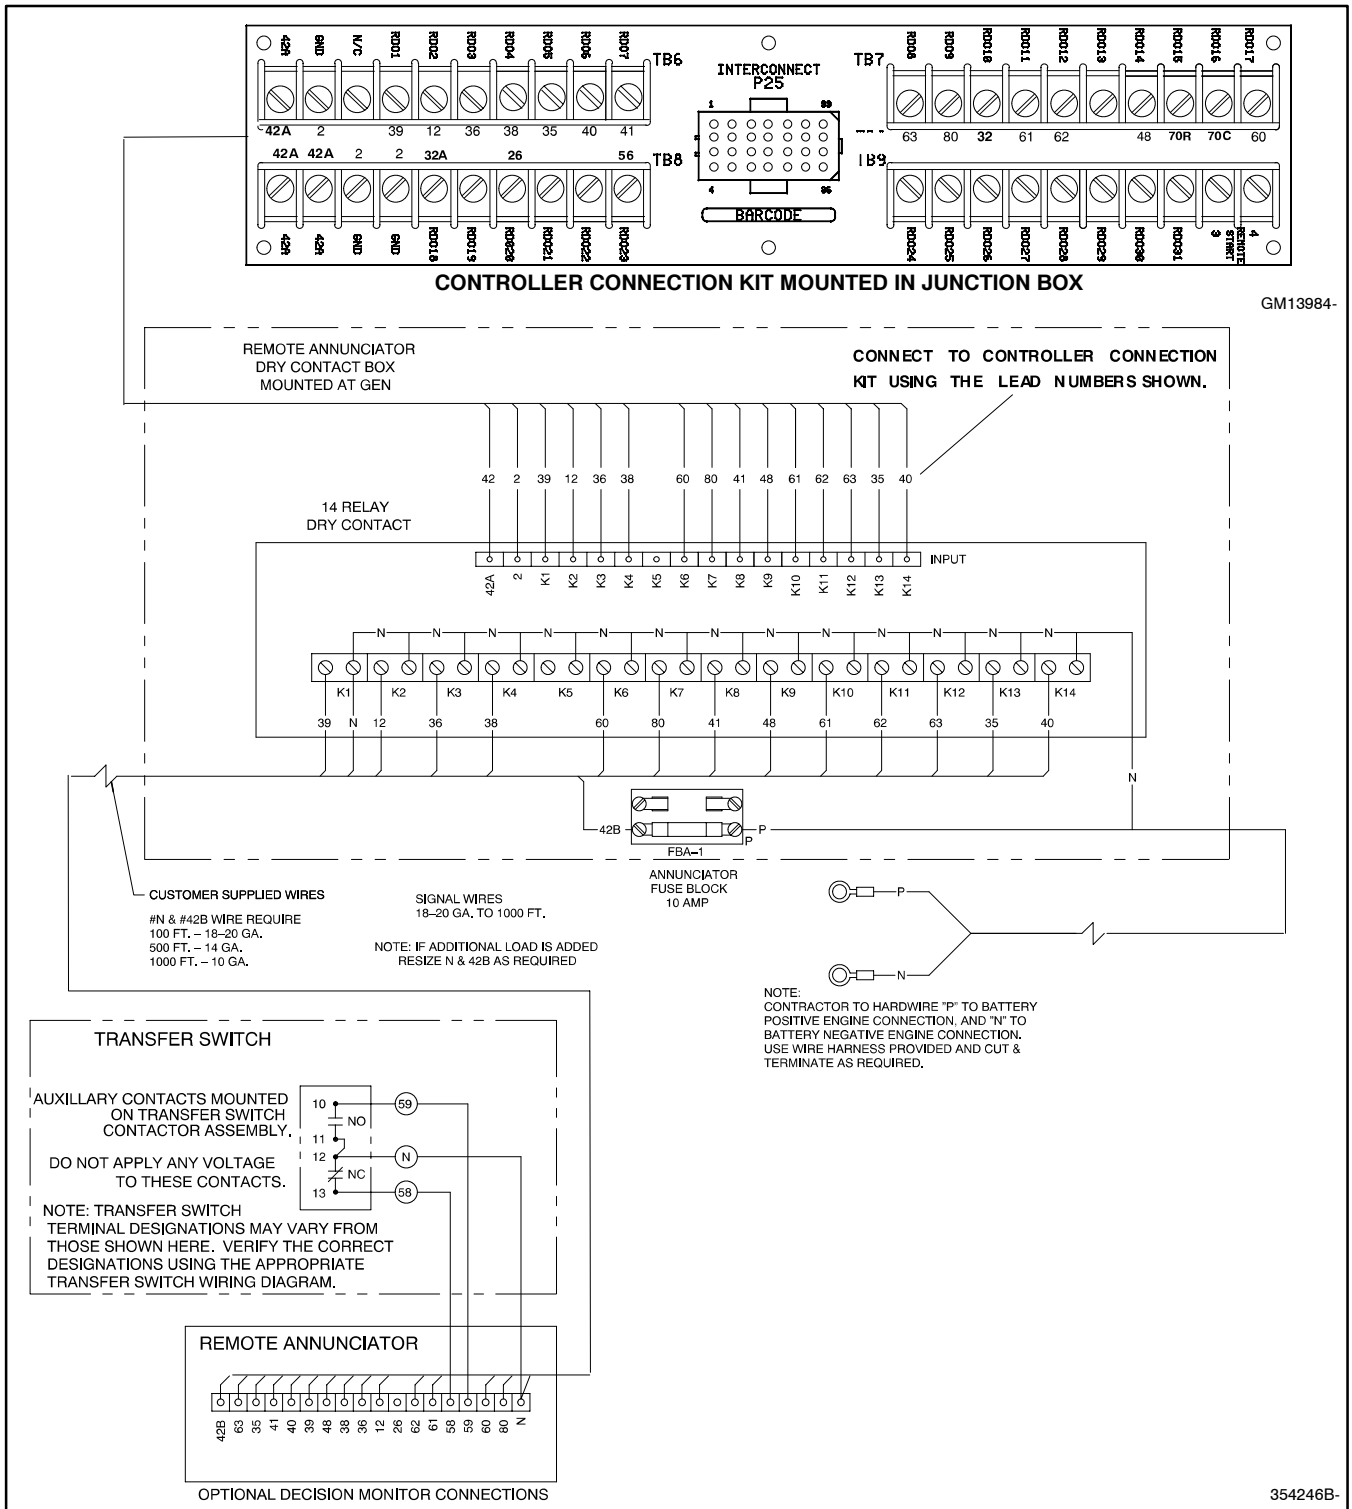 42A GND N/C RDO1 RDO2 RDO3 RDO4 RDO5 RDO6 RDO7
TB6
INTERCONNECT
P25
TB7
RDO8 RDO9 RDO10 RDO11 RDO12 RDO13 RDO14 RDO15 RDO16 RDO17
42A 2 39 12 36 38 35 40 41
63 80 32 61 62 48 70R 70C 60
42A 42A 2 2 32A 26 56
TB8
TB9
1
4
BARCODE
42A 42A GND GND RDO18 RDO19 RDO20 RDO21 RDO22 RDO23
RDO24 RDO25 RDO26 RDO27 RDO28 RDO29 RDO30 RDO31 3 4
REMOTE
START
CONTROLLER CONNECTION KIT MOUNTED IN JUNCTION BOX
GM13984-
REMOTE ANNUNCIATOR
DRY CONTACT BOX
MOUNTED AT GEN
CONNECT TO CONTROLLER CONNECTION
KIT USING THE LEAD NUMBERS SHOWN.
42 2 39 12 36 38 60 80 41 48 61 62 63 35 40
14 RELAY
DRY CONTACT
INPUT
42A 2 K1 K2 K3 K4 K5 K6 K7 K8 K9 K10 K11 K12 K13 K14
N N N N N N N N N N N N N
K1 K2 K3 K4 K5 K6 K7 K8 K9 K10 K11 K12 K13 K14
39 N 12 36 38 60 80 41 48 61 62 63 35 40
N
42B
P
P
FBA–1
ANNUNCIATOR
FUSE BLOCK
10 AMP
CUSTOMER SUPPLIED WIRES
#N & #42B WIRE REQUIRE
100 FT. – 18–20 GA.
500 FT. – 14 GA.
1000 FT. – 10 GA.
SIGNAL WIRES
18–20 GA. TO 1000 FT.
NOTE: IF ADDITIONAL LOAD IS ADDED
RESIZE N & 42B AS REQUIRED
P
N
NOTE:
CONTRACTOR TO HARDWIRE "P" TO BATTERY
POSITIVE ENGINE CONNECTION, AND "N" TO
BATTERY NEGATIVE ENGINE CONNECTION.
USE WIRE HARNESS PROVIDED AND CUT &
TERMINATE AS REQUIRED.
TRANSFER SWITCH
AUXILLARY CONTACTS MOUNTED
ON TRANSFER SWITCH
CONTACTOR ASSEMBLY.
DO NOT APPLY ANY VOLTAGE
TO THESE CONTACTS.
10 59
NO
11
12 N
NC
13 58
NOTE: TRANSFER SWITCH
TERMINAL DESIGNATIONS MAY VARY FROM
THOSE SHOWN HERE. VERIFY THE CORRECT
DESIGNATIONS USING THE APPROPRIATE
TRANSFER SWITCH WIRING DIAGRAM.
REMOTE ANNUNCIATOR
42B 63 35 41 40 39 48 38 36 12 26 62 61 58 59 60 80 N
OPTIONAL DECISION MONITOR CONNECTIONS
354246B-